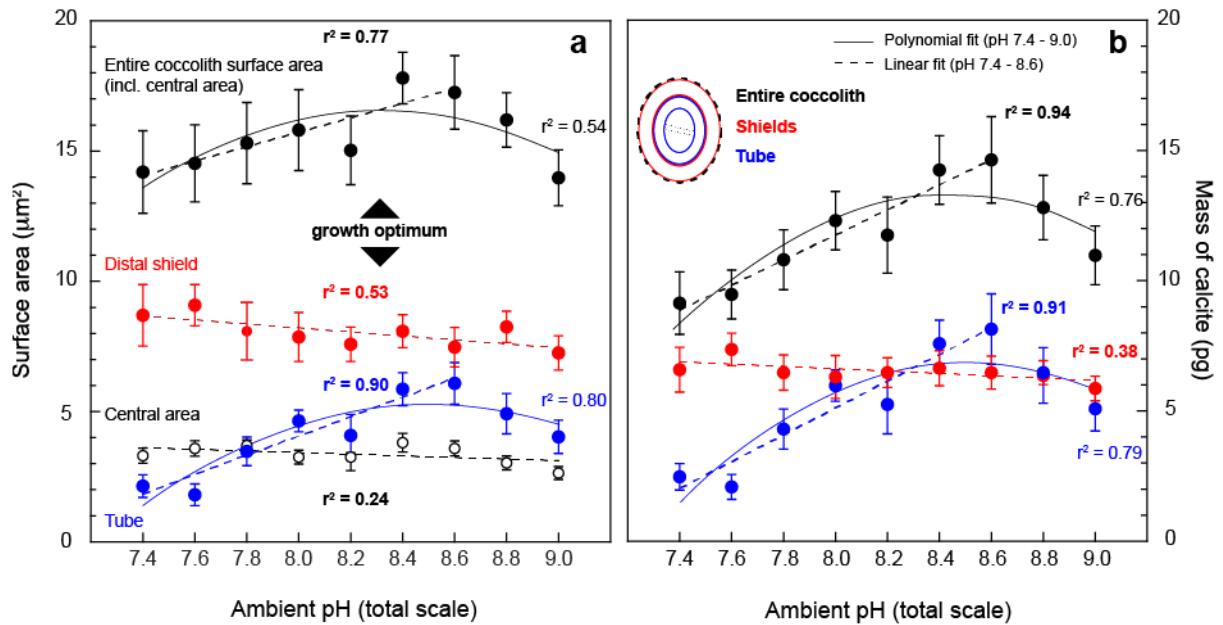 20
15
10
5
0
Surface area (μm²)
a
r² = 0.77
Entire coccolith surface area
(incl. central area)
r² = 0.54
growth optimum
Distal shield
r² = 0.53
r² = 0.90
r² = 0.80
Central area
r² = 0.24
Tube
7.4 7.6 7.8 8.0 8.2 8.4 8.6 8.8 9.0
Ambient pH (total scale)
b
Polynomial fit (pH 7.4 - 9.0)
Linear fit (pH 7.4 - 8.6)
Entire coccolith
Shields
Tube
r² = 0.94
r² = 0.76
r² = 0.91
r² = 0.38
r² = 0.79
7.4 7.6 7.8 8.0 8.2 8.4 8.6 8.8 9.0
Ambient pH (total scale)
20
15
10
5
0
Mass of calcite (pg)